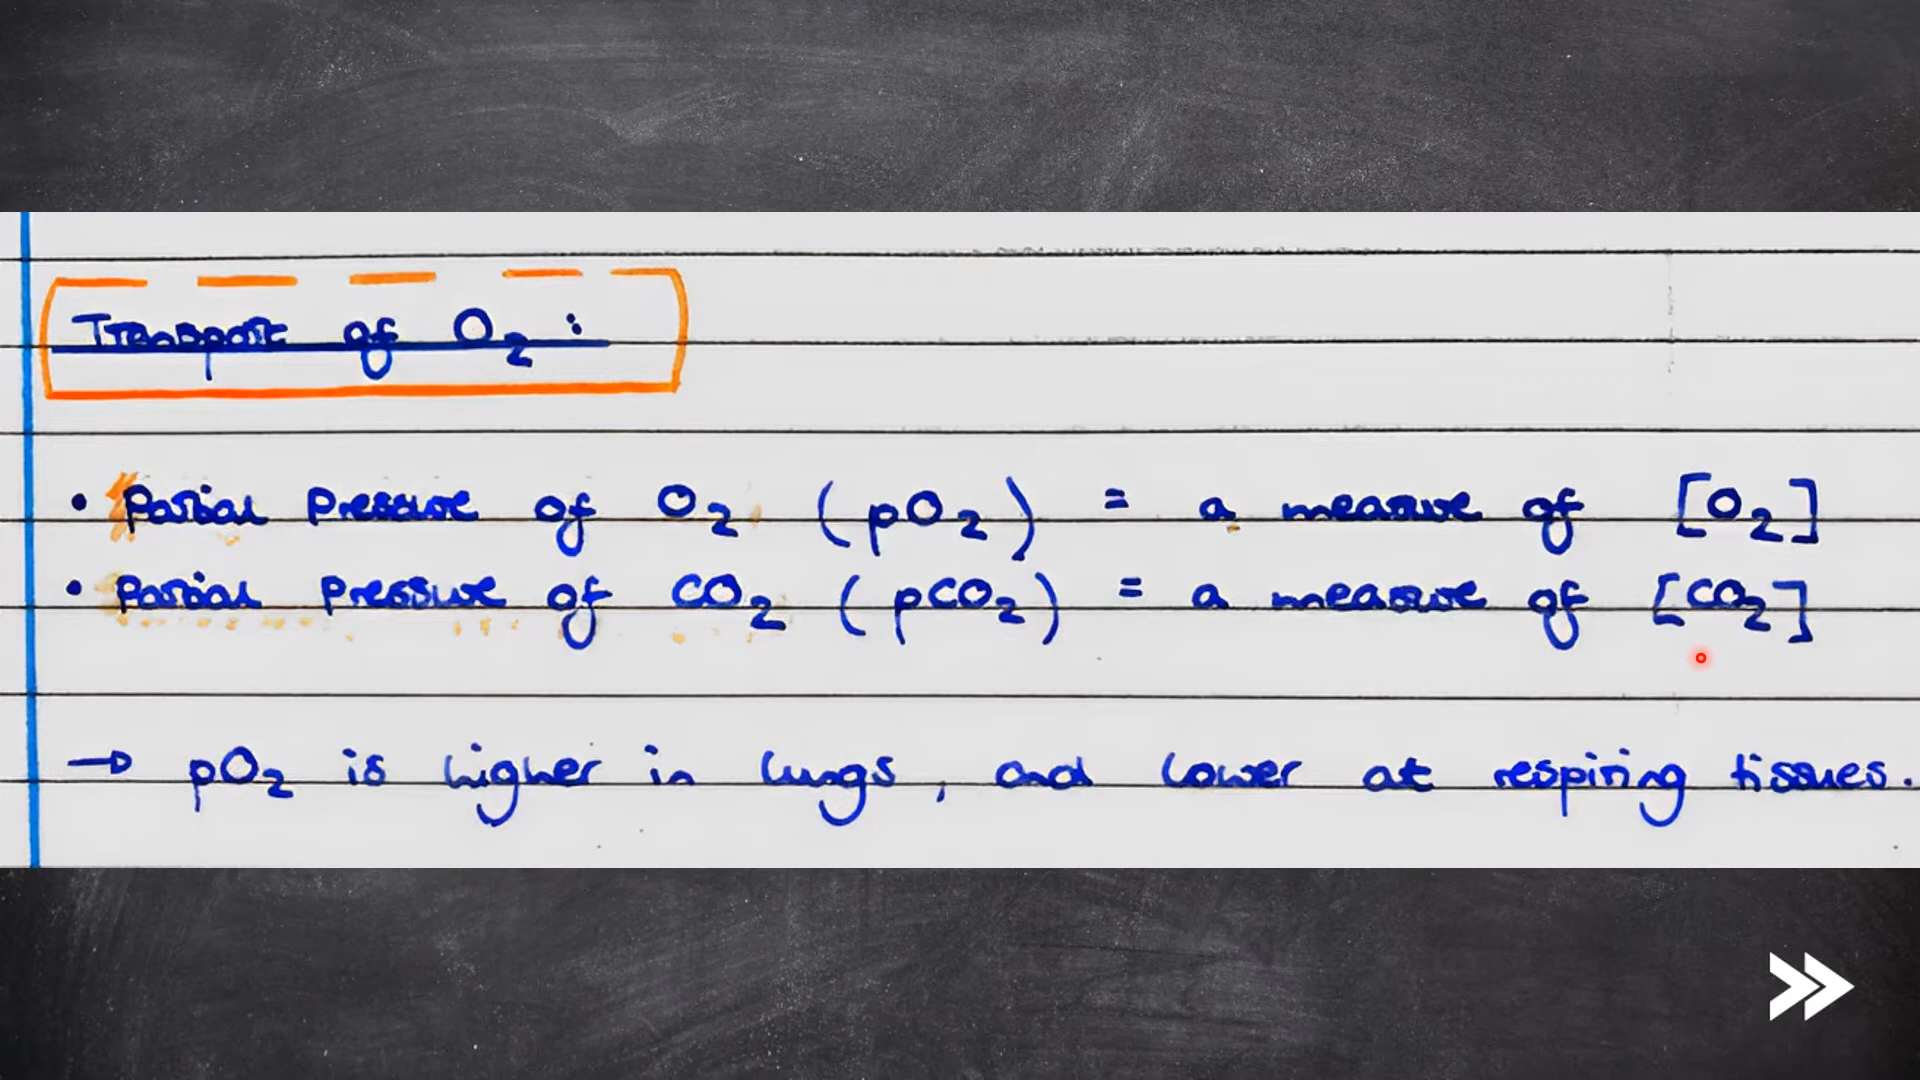 Transport of O₂ :
• Partial pressure of O₂ (pO₂) = a measure of [O₂]
• Partial pressure of CO₂ (pCO₂) = a measure of [CO₂]
→ pO₂ is higher in lungs, and lower at respiring tissues.